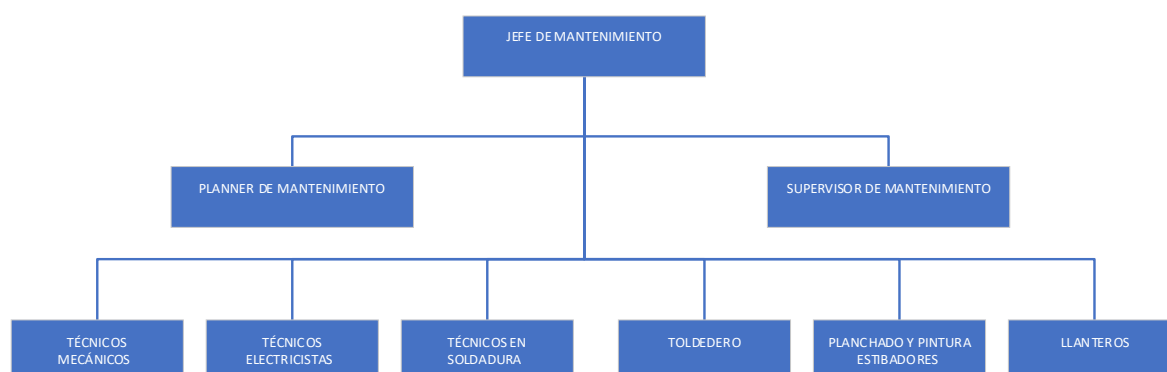 JEFE DE MANTENIMIENTO
PLANNER DE MANTENIMIENTO
SUPERVISOR DE MANTENIMIENTO
TÉCNICOS
MECÁNICOS
TÉCNICOS
ELECTRICISTAS
TÉCNICOS EN
SOLDADURA
TOLDEDERO
PLANCHADO Y PINTURA
ESTIBADORES
LLANTEROS